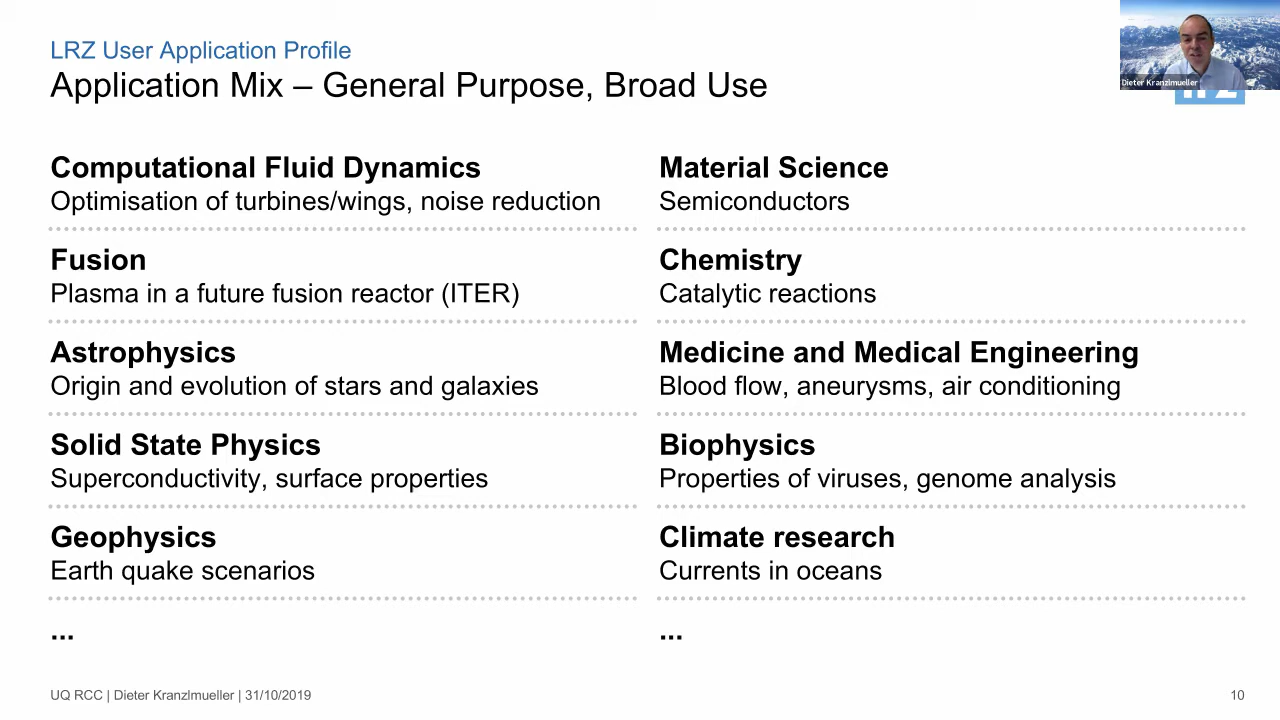 LRZ User Application Profile
Application Mix – General Purpose, Broad Use
Dieter Kranzlmueller
Computational Fluid Dynamics
Optimisation of turbines/wings, noise reduction
Fusion
Plasma in a future fusion reactor (ITER)
Astrophysics
Origin and evolution of stars and galaxies
Solid State Physics
Superconductivity, surface properties
Geophysics
Earth quake scenarios
...
Material Science
Semiconductors
Chemistry
Catalytic reactions
Medicine and Medical Engineering
Blood flow, aneurysms, air conditioning
Biophysics
Properties of viruses, genome analysis
Climate research
Currents in oceans
...
UQ RCC | Dieter Kranzlmueller | 31/10/2019
10